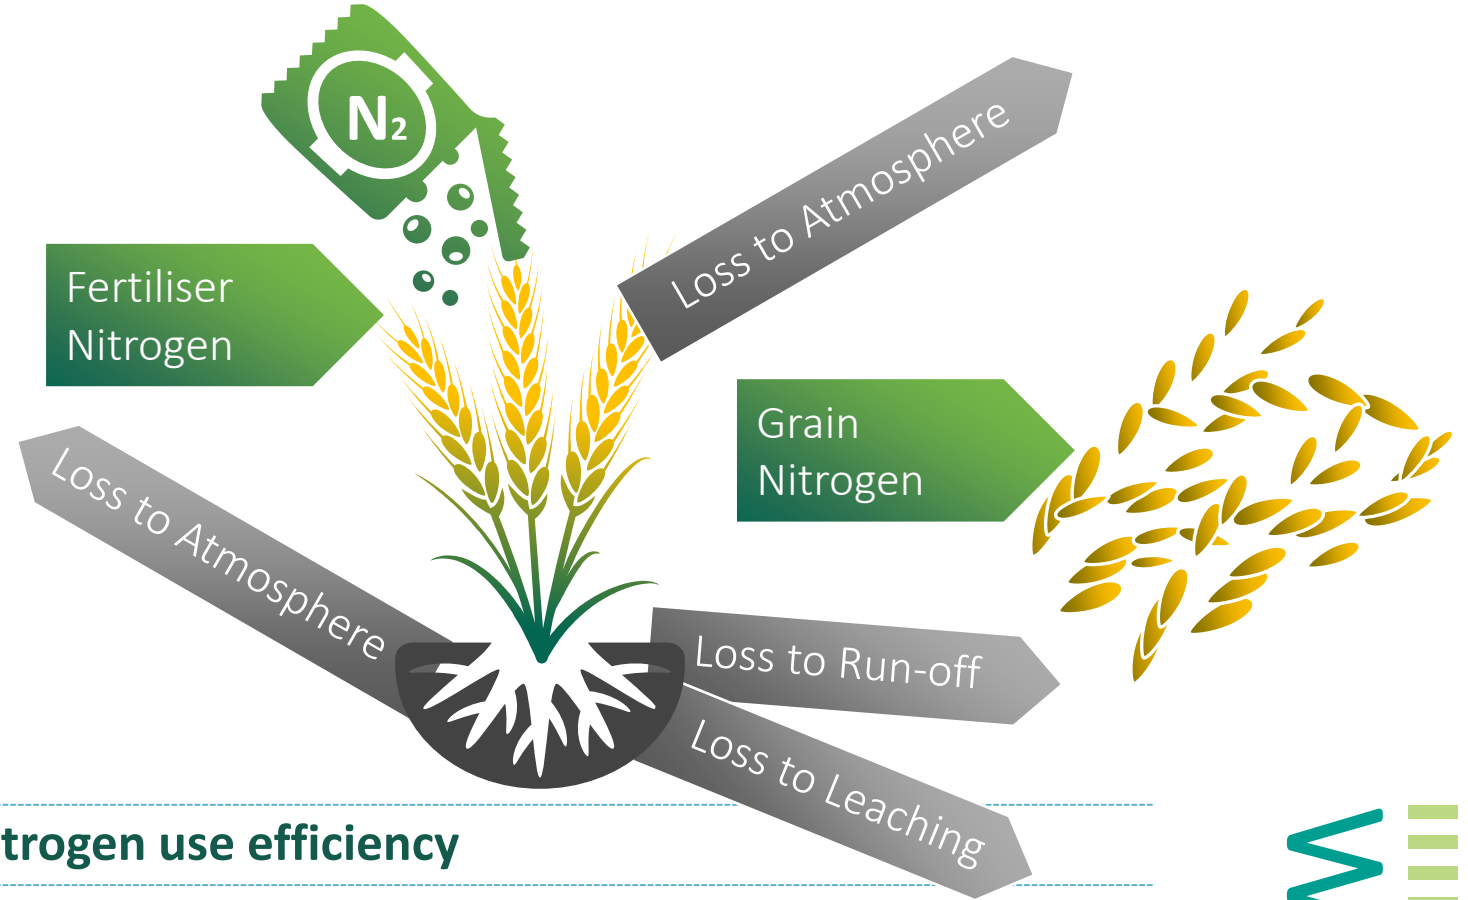 N2
Loss to Atmosphere
Fertiliser
Nitrogen
Grain
Nitrogen
Loss to Atmosphere
Loss to Run-off
Loss to Leaching
trogen use efficiency